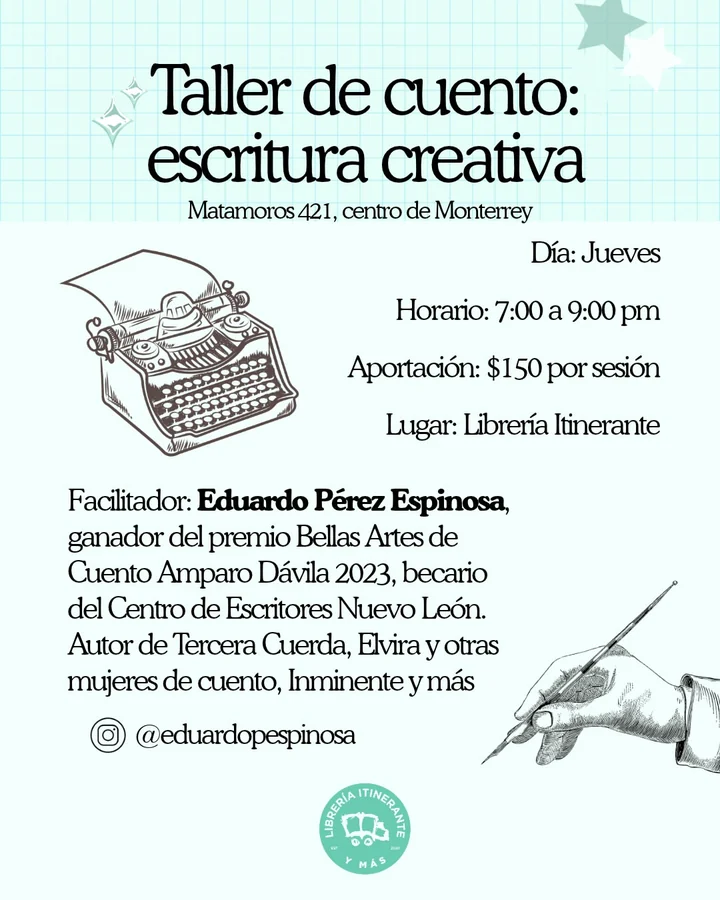 Taller de cuento:
escritura creativa
Matamoros 421, centro de Monterrey
Día: Jueves
Horario: 7:00 a 9:00 pm
Aportación: $150 por sesión
Lugar: Librería Itinerante
Facilitador: Eduardo Pérez Espinosa,
ganador del premio Bellas Artes de
Cuento Amparo Dávila 2023, becario
del Centro de Escritores Nuevo León.
Autor de Tercera Cuerda, Elvira y otras
mujeres de cuento, Inminente y más
@eduardopespinosa
LIBRERÍA ITINERANTE
Y MÁS